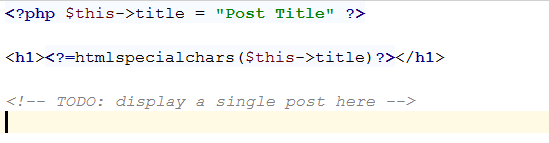 <?php $this->title = "Post Title" ?>
<h1><?=htmlspecialchars($this->title)?></h1>
<!-- TODO: display a single post here -->